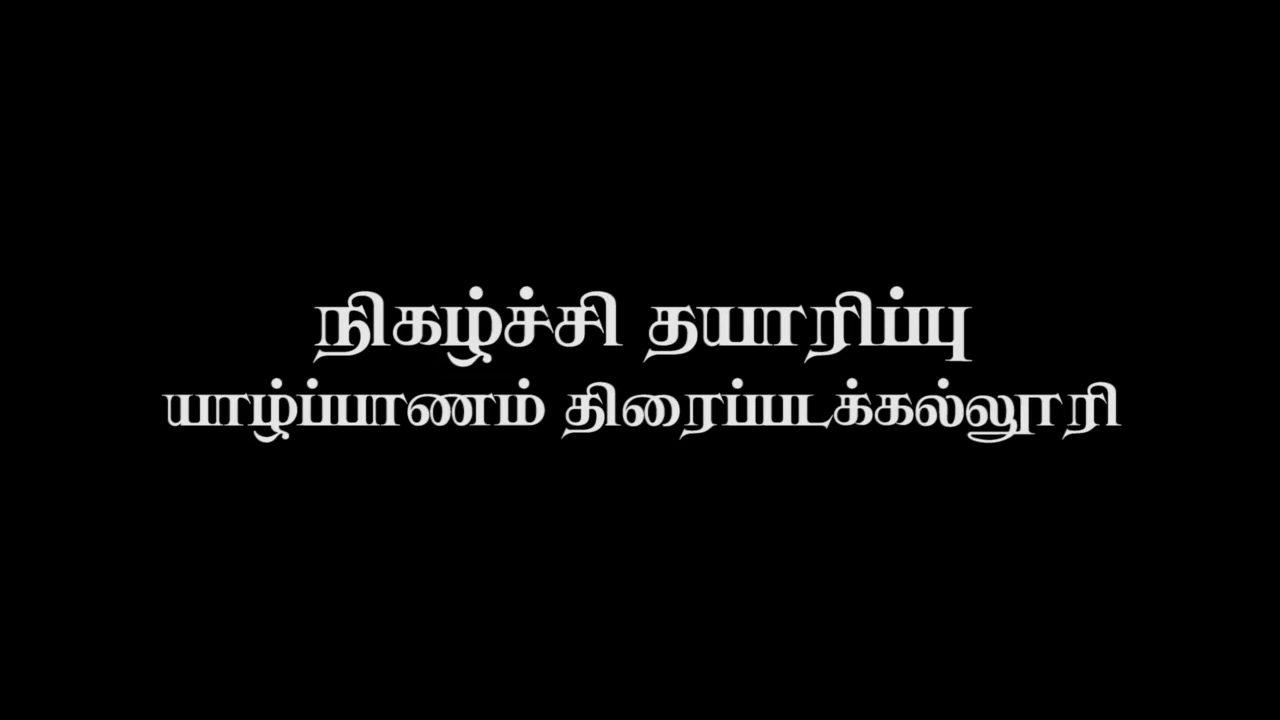 நிகழ்ச்சி தயாரிப்பு
யாழ்ப்பாணம் திரைப்படக்கல்லூரி